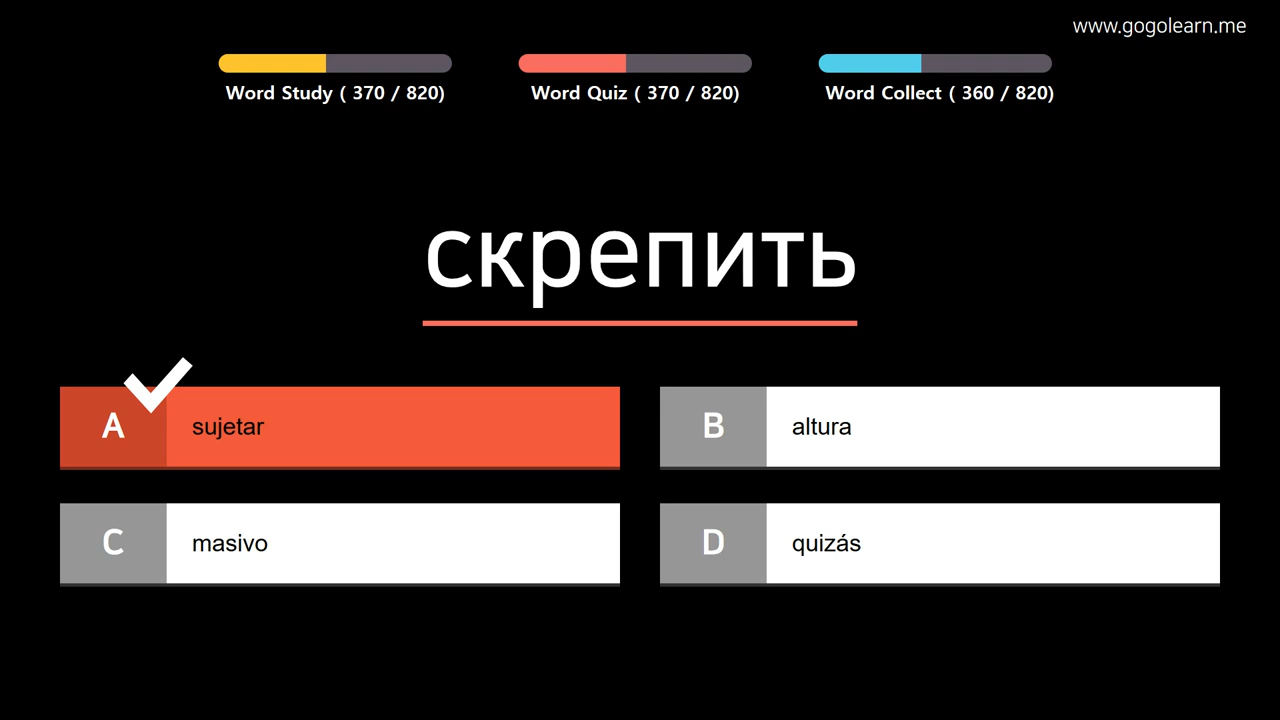 www.gogolearn.me
Word Study ( 370 / 820)
Word Quiz ( 370 / 820)
Word Collect ( 360 / 820)
скрепить
A sujetar
B altura
C masivo
D quizás